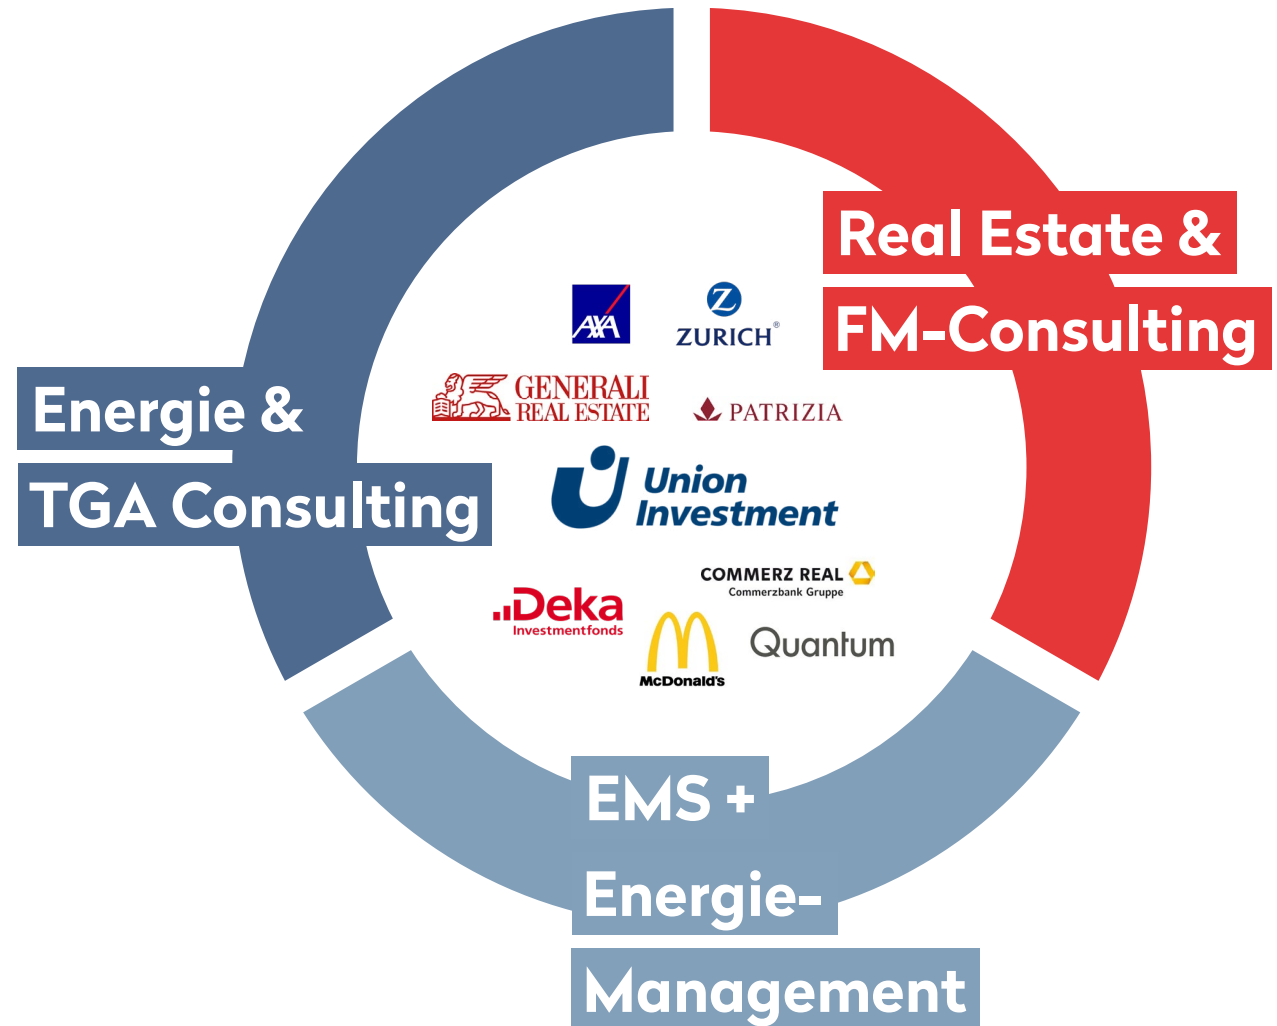 Real Estate &
FM-Consulting
AXA
Z
ZURICH®
Energie &
TGA Consulting
GENERALI
REAL ESTATE
PATRIZIA
Union
Investment
COMMERZ REAL
Commerzbank Gruppe
Deka
Investmentfonds
McDonald's
Quantum
EMS +
Energie-
Management